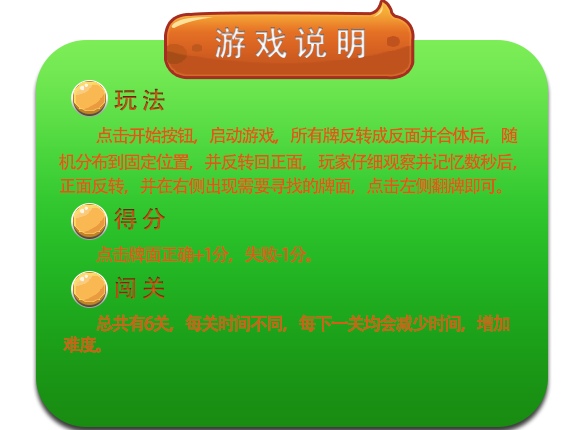 游戏说明
玩法
点击开始按钮，启动游戏，所有牌反转成反面并合体后，随
机分布到固定位置，并反转回正面，玩家仔细观察并记忆数秒后，
正面反转，并在右侧出现需要寻找的牌面，点击左侧翻牌即可。
得分
点击牌面正确+1分，失败-1分。
闯关
总共有6关，每关时间不同，每下一关均会减少时间，增加
难度。